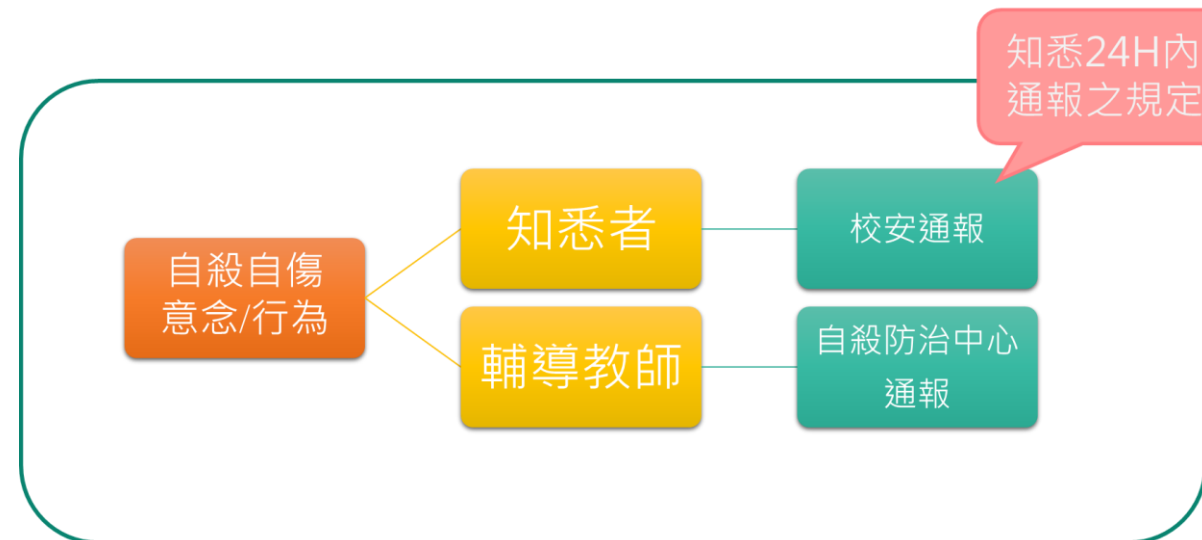 知悉24H內
通報之規定
自殺自傷
意念/行為
知悉者
校安通報
輔導教師
自殺防治中心
通報